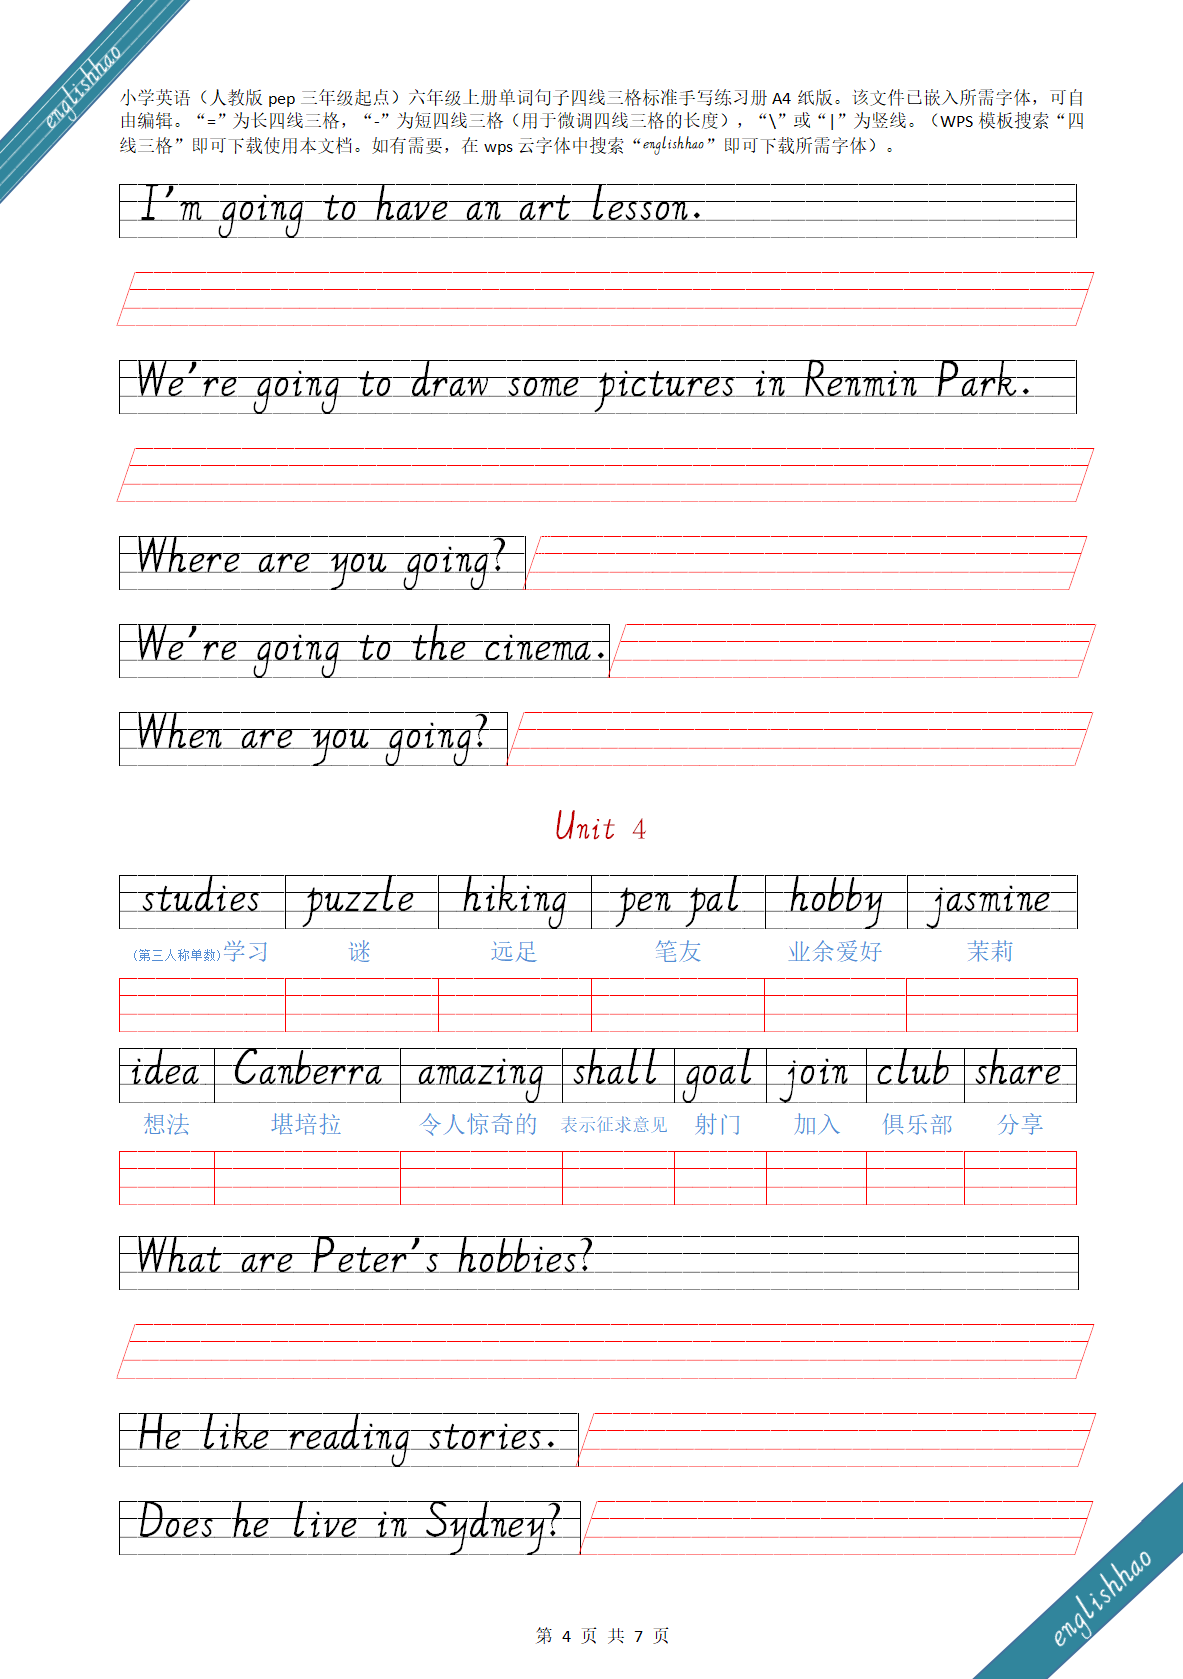 englishhao
小学英语（人教版 pep 三年级起点）六年级上册单词句子四线三格标准手写练习册 A4 纸版。该文件已嵌入所需字体，可自
由编辑。“=”为长四线三格，“-”为短四线三格（用于微调四线三格的长度），“\”或“|”为竖线。（WPS 模板搜索“四
线三格”即可下载使用本文档。如有需要，在 wps 云字体中搜索“englishhao”即可下载所需字体）。
I'm going to have an art lesson.
We're going to draw some pictures in Renmin Park.
Where are you going?
We're going to the cinema.
When are you going?
Unit 4
studies puzzle hiking pen pal hobby jasmine
(第三人称单数)学习 谜 远足 笔友 业余爱好 茉莉
idea Canberra amazing shall goal join club share
想法 堪培拉 令人惊奇的 表示征求意见 射门 加入 俱乐部 分享
What are Peter's hobbies?
He like reading stories.
Does he live in Sydney?
englishhao
第 4 页 共 7 页